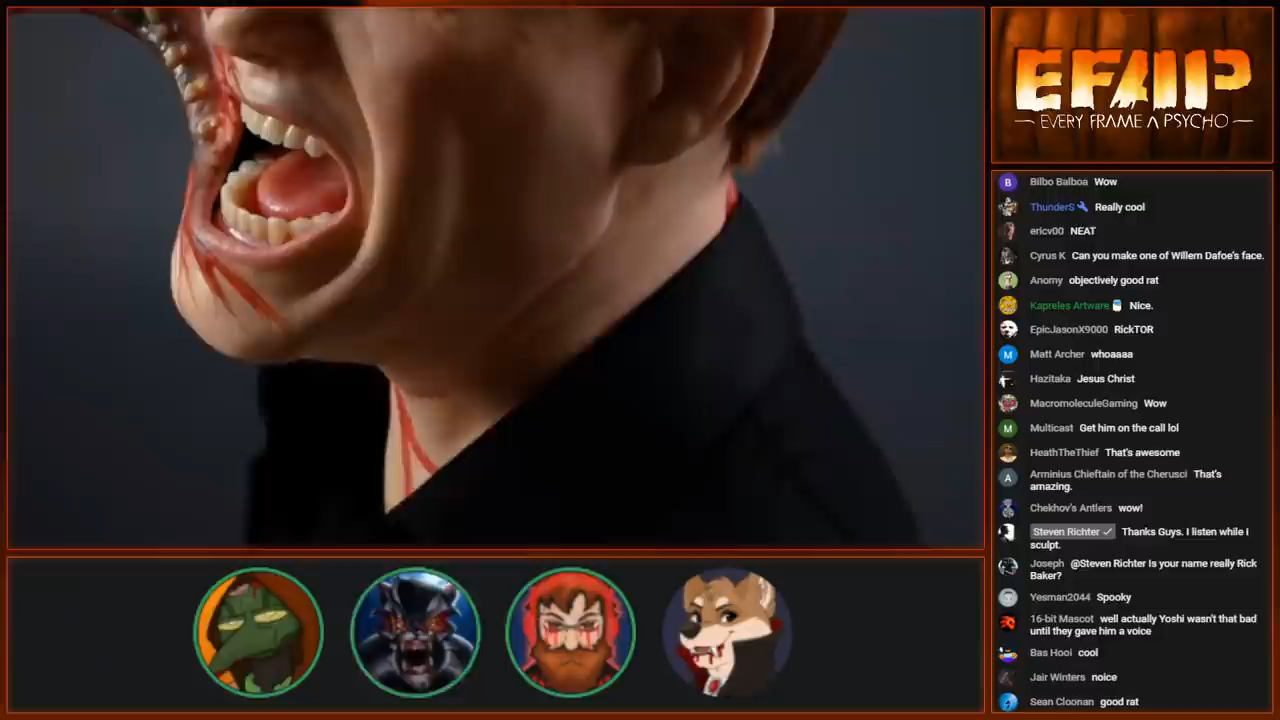 EFAP
EVERY FRAME A PSYCHO
B Bilbo Balboa Wow
ThunderS Really cool
ericv00 NEAT
Cyrus K Can you make one of Willem Dafoe's face.
Anomy objectively good rat
Kapreles Artware Nice.
EpicJasonX9000 RickTOR
M Matt Archer whoaaaa
Hazitaka Jesus Christ
MacromoleculeGaming Wow
M Multicast Get him on the call lol
HeathTheThief That's awesome
A Arminius Chieftain of the Cherusci That's
amazing.
Chekhov's Antlers wow!
Steven Richter ✓ Thanks Guys. I listen while I
sculpt.
Joseph @Steven Richter Is your name really Rick
Baker?
Yesman2044 Spooky
16-bit Mascot well actually Yoshi wasn't that bad
until they gave him a voice
Bas Hooi cool
Jair Winters noice
Sean Cloonan good rat